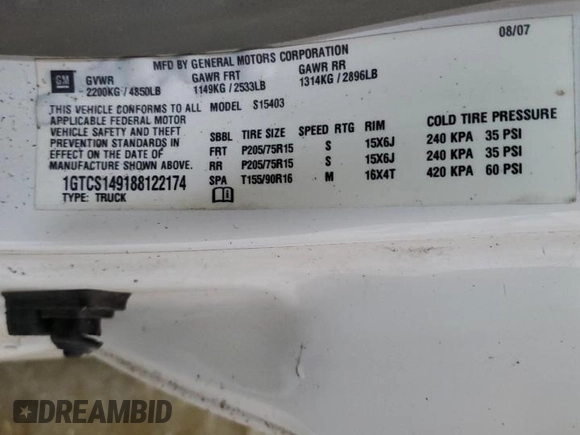 08/07
MFD BY GENERAL MOTORS CORPORATION
GM GVWR GAWR FRT GAWR RR
2200KG / 4850LB 1149KG / 2533LB 1314KG / 2896LB
THIS VEHICLE CONFORMS TO ALL MODEL S15403
APPLICABLE FEDERAL MOTOR
VEHICLE SAFETY AND THEFT
PREVENTION STANDARDS IN
EFFECT ON THE DATE OF
MANUFACTURE SHOWN ABOVE.
1GTCS149188122174
TYPE: TRUCK
COLD TIRE PRESSURE
SBBL TIRE SIZE SPEED RTG RIM
FRT P205/75R15 S 15X6J 240 KPA 35 PSI
RR P205/75R15 S 15X6J 240 KPA 35 PSI
SPA T155/90R16 M 16X4T 420 KPA 60 PSI
DREAMBID